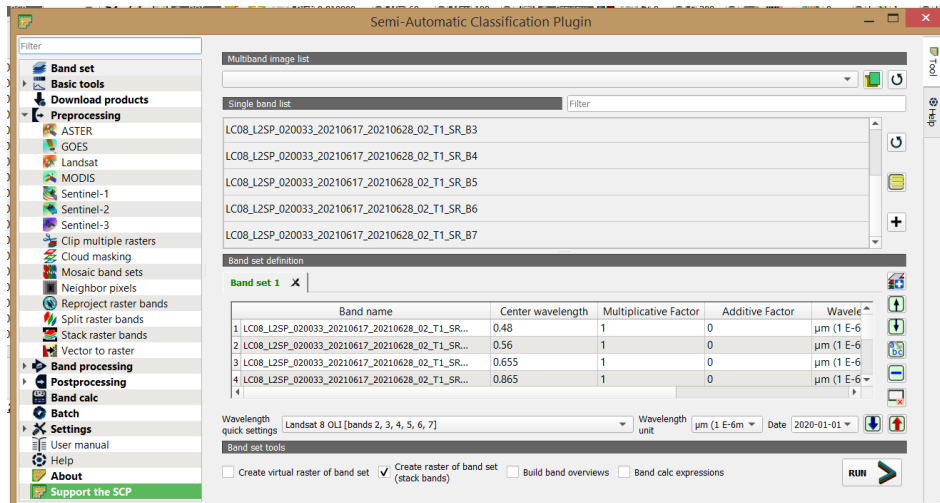 Semi-Automatic Classification Plugin
Filter
Band set
Basic tools
Download products
Preprocessing
ASTER
GOES
Landsat
MODIS
Sentinel-1
Sentinel-2
Sentinel-3
Clip multiple rasters
Cloud masking
Mosaic band sets
Neighbor pixels
Reproject raster bands
Split raster bands
Stack raster bands
Vector to raster
Band processing
Postprocessing
Band calc
Batch
Settings
User manual
Help
About
Support the SCP
Multiband image list
Single band list
Filter
LC08_L2SP_020033_20210617_20210628_02_T1_SR_B3
LC08_L2SP_020033_20210617_20210628_02_T1_SR_B4
LC08_L2SP_020033_20210617_20210628_02_T1_SR_B5
LC08_L2SP_020033_20210617_20210628_02_T1_SR_B6
LC08_L2SP_020033_20210617_20210628_02_T1_SR_B7
Band set definition
Band set 1
Band name Center wavelength Multiplicative Factor Additive Factor Wavele
1 LC08_L2SP_020033_20210617_20210628_02_T1_SR... 0.48 1 0 µm (1 E-6
2 LC08_L2SP_020033_20210617_20210628_02_T1_SR... 0.56 1 0 µm (1 E-6
3 LC08_L2SP_020033_20210617_20210628_02_T1_SR... 0.655 1 0 µm (1 E-6
4 LC08_L2SP_020033_20210617_20210628_02_T1_SR... 0.865 1 0 µm (1 E-6
Wavelength
quick settings
Landsat 8 OLI [bands 2, 3, 4, 5, 6, 7]
Wavelength
unit
µm (1 E-6m
Date
2020-01-01
Band set tools
Create virtual raster of band set
Create raster of band set
(stack bands)
Build band overviews
Band calc expressions
RUN
Tool
Help